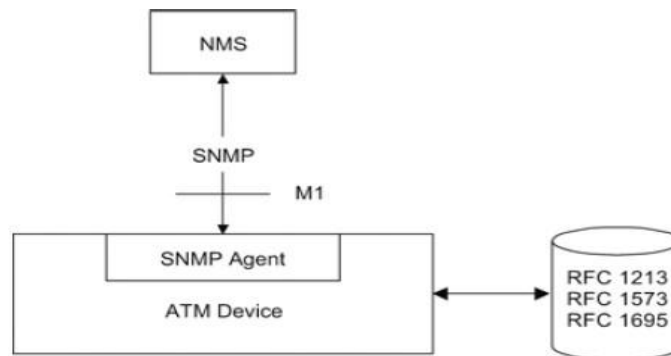 NMS
SNMP
M1
SNMP Agent
ATM Device
RFC 1213
RFC 1573
RFC 1695